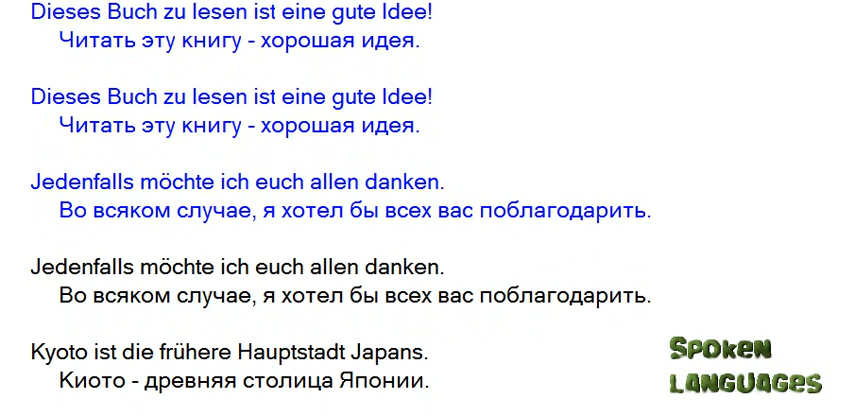 Dieses Buch zu lesen ist eine gute Idee!
Читать эту книгу - хорошая идея.
Dieses Buch zu lesen ist eine gute Idee!
Читать эту книгу - хорошая идея.
Jedenfalls möchte ich euch allen danken.
Во всяком случае, я хотел бы всех вас поблагодарить.
Jedenfalls möchte ich euch allen danken.
Во всяком случае, я хотел бы всех вас поблагодарить.
Kyoto ist die frühere Hauptstadt Japans.
Киото - древняя столица Японии.
Spoken
Languages